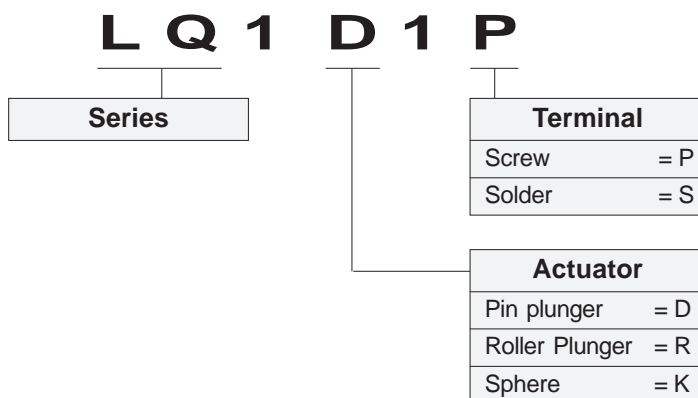 L Q 1 D 1 P
Series
Terminal
Screw = P
Solder = S
Actuator
Pin plunger = D
Roller Plunger = R
Sphere = K